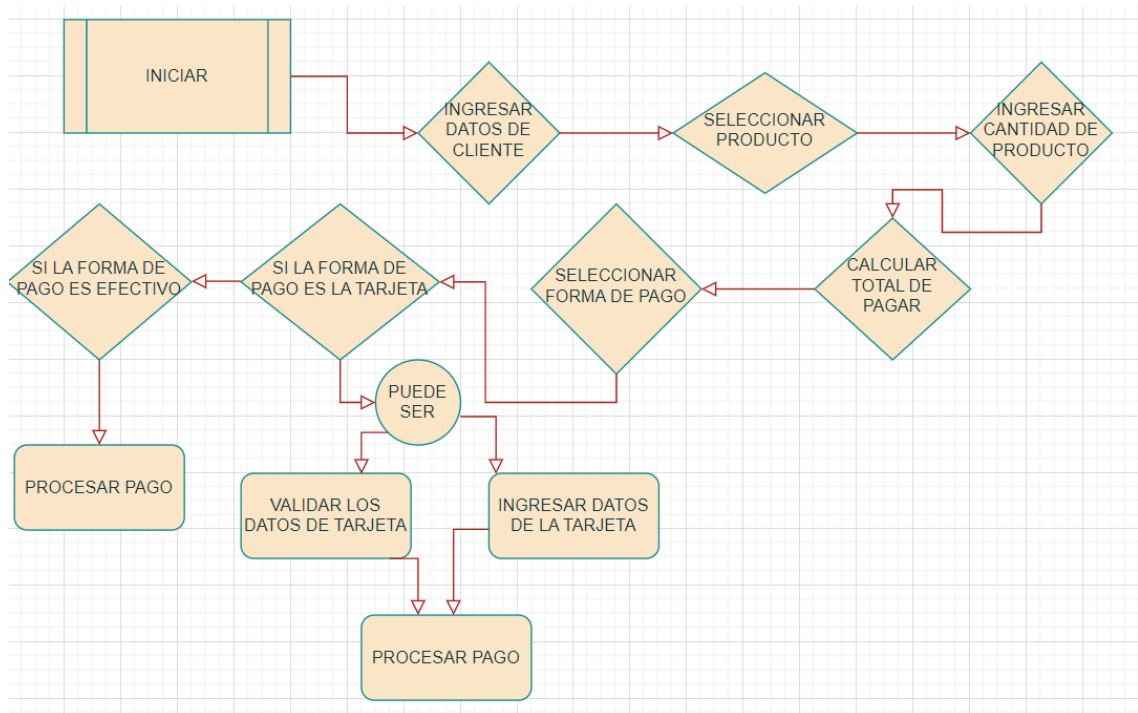 INICIAR
INGRESAR
DATOS DE
CLIENTE
SELECCIONAR
PRODUCTO
INGRESAR
CANTIDAD DE
PRODUCTO
CALCULAR
TOTAL DE
PAGAR
SELECCIONAR
FORMA DE PAGO
SI LA FORMA DE
PAGO ES LA TARJETA
SI LA FORMA DE
PAGO ES EFECTIVO
PUEDE
SER
PROCESAR PAGO
VALIDAR LOS
DATOS DE TARJETA
INGRESAR DATOS
DE LA TARJETA
PROCESAR PAGO